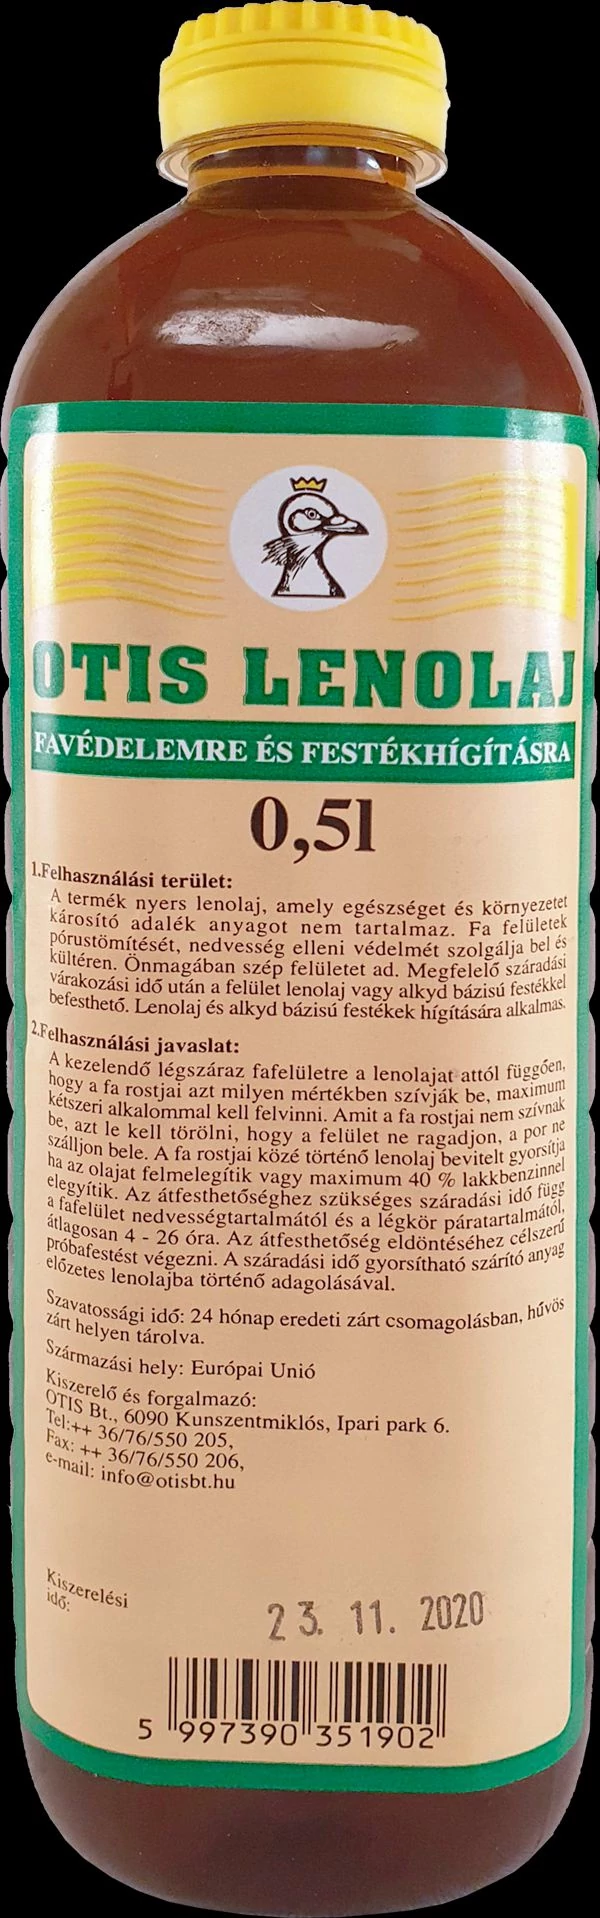 OTIS LENOLAJ
FAVÉDELEMRE ÉS FESTÉKHÍGÍTÁSRA
0,5l
1.Felhasználási terület:
A termék nyers lenolaj, amely egészséget és környezetet
károsító adalék anyagot nem tartalmaz. Fa felületek
pórustömítését, nedvesség elleni védelmét szolgálja bel és
kültéren. Önmagában szép felületet ad. Megfelelő száradási
várakozási idő után a felület lenolaj vagy alkyd bázisú festékkel
befesthető. Lenolaj és alkyd bázisú festékek hígítására alkalmas.
2.Felhasználási javaslat:
A kezelendő légszáraz fafelületre a lenolajat attól függően,
hogy a fa rostjai azt milyen mértékben szívják be, maximum
kétszeri alkalommal kell felvinni. Amit a fa rostjai nem szívnak
be, azt le kell törölni, hogy a felület ne ragadjon, a por ne
szálljon bele. A fa rostjai közé történő lenolaj bevitelt gyorsítja
ha az olajat felmelegítik vagy maximum 40 % lakkbenzinnel
elegyítik. Az átfesthetőséghez szükséges száradási idő függ
a fafelület nedvességtartalmától és a légkör páratartalmától,
átlagosan 4 - 26 óra. Az átfesthetőség eldöntéséhez célszerű
próbafestést végezni. A száradási idő gyorsítható szárító anyag
előzetes lenolajba történő adagolásával.
Szavatossági idő: 24 hónap eredeti zárt csomagolásban, hűvös
zárt helyen tárolva.
Származási hely: Európai Unió
Kiszerelő és forgalmazó:
OTIS Bt., 6090 Kunszentmiklós, Ipari park 6.
Tel:++ 36/76/550 205,
Fax: ++ 36/76/550 206,
e-mail: info@otisbt.hu
Kiszerelési
idő:
23. 11. 2020
5 997390 351902